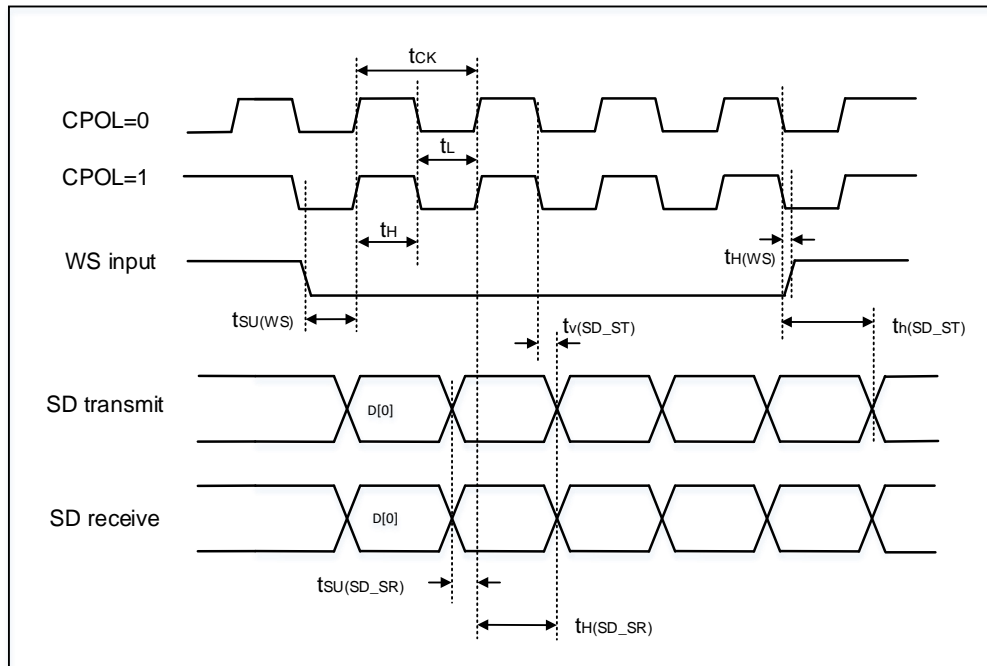 tCK
CPOL=0
tL
CPOL=1
tH
tH(WS)
WS input
tSU(WS)
tv(SD_ST)
th(SD_ST)
SD transmit
D[0]
SD receive
D[0]
tSU(SD_SR)
tH(SD_SR)